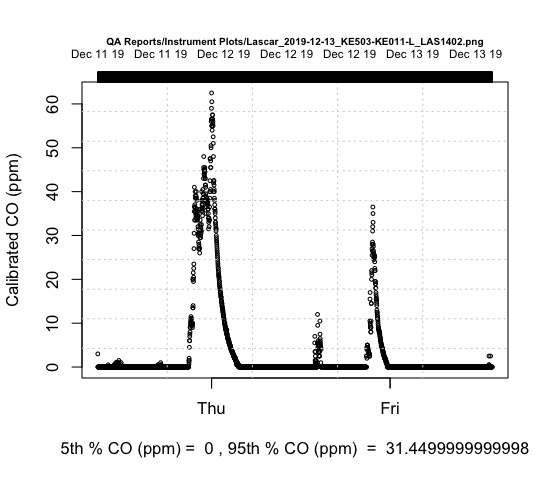 QA Reports/Instrument Plots/Lascar_2019-12-13_KE503-KE011-L_LAS1402.png
Dec 11 19 Dec 11 19 Dec 12 19 Dec 12 19 Dec 12 19 Dec 13 19 Dec 13 19
Calibrated CO (ppm)
60
50
40
30
20
10
0
Thu Fri
5th % CO (ppm) = 0 , 95th % CO (ppm) = 31.4499999999998